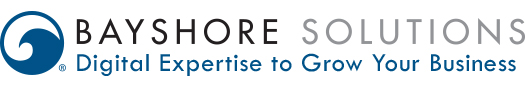 BAYSHORE SOLUTIONS
® Digital Expertise to Grow Your Business